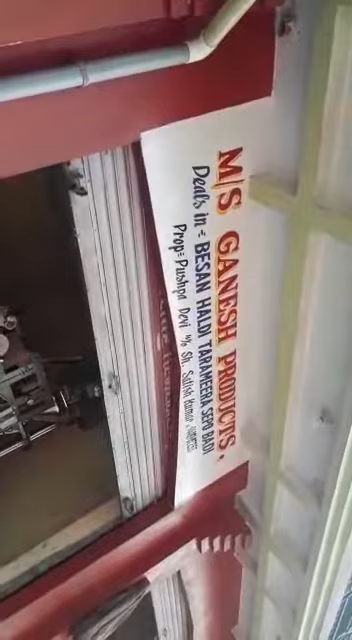 M/S GANESH PRODUCTS.
Deals in :- BESAN HALDI TARAMEERA SEPO BADI
Prop:- Pushpa Devi w/o Sh. Satish Kumar